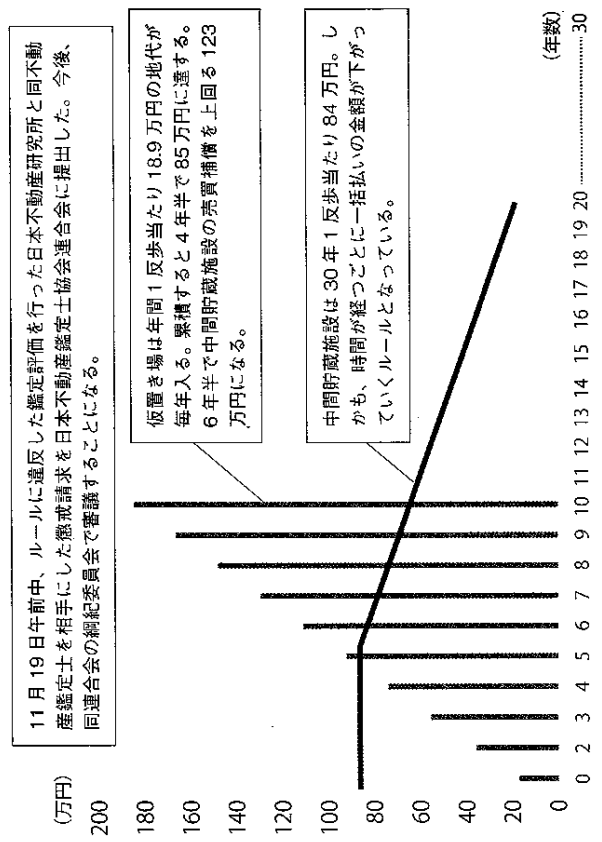 11月19日午前中、ルールに違反した鑑定評価を行った日本不動産研究所と同不動
産鑑定士を相手にした懲戒請求を日本不動産鑑定士協会連合会に提出した。今後、
同連合会の綱紀委員会で審議することになる。
(万円)
200
180
160
140
120
100
80
60
40
20
0
仮置き場は年間1反歩当たり18.9万円の地代が
毎年入る。累積すると4年半で85万円に達する。
6年半で中間貯蔵施設の売買補償を上回る123
万円になる。
中間貯蔵施設は30年1反歩当たり84万円。し
かも、時間が経つごとに一括払いの金額が下がっ
ていくルールとなっている。
0 2 3 4 5 6 7 8 9 10 11 12 13 14 15 16 17 18 19 20 ………………… 30
(年数)